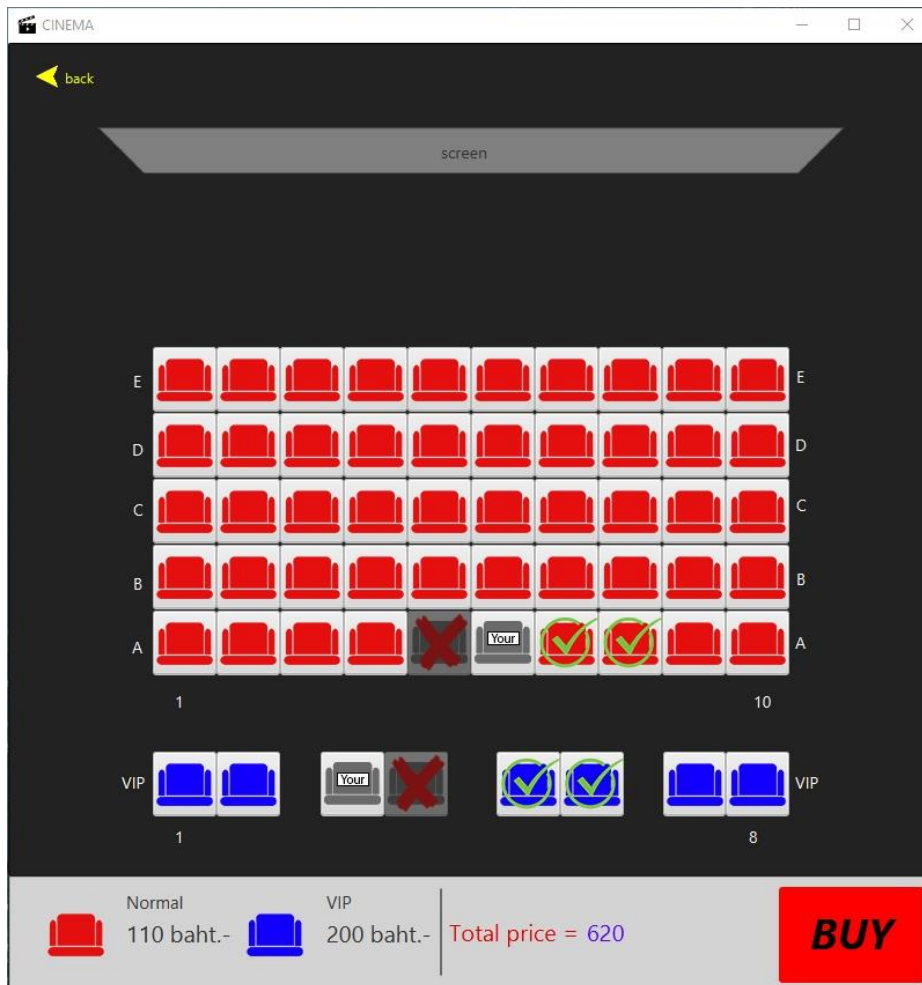 CINEMA
back
screen
E E
D D
C C
B B
A Your A
1 10
VIP Your VIP
1 8
Normal VIP
110 baht.- 200 baht.- Total price = 620
BUY